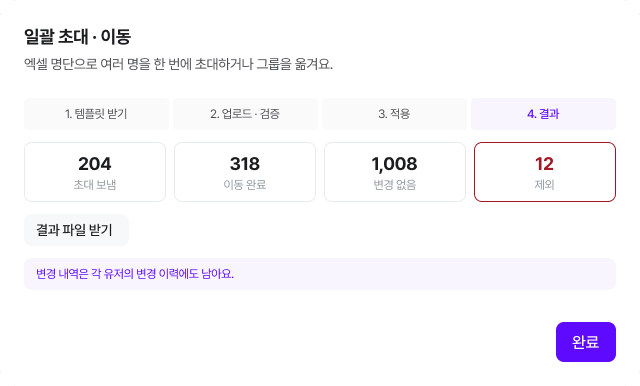 일괄 초대 · 이동
엑셀 명단으로 여러 명을 한 번에 초대하거나 그룹을 옮겨요.
1. 템플릿 받기
2. 업로드 · 검증
3. 적용
4. 결과
204
초대 보냄
318
이동 완료
1,008
변경 없음
12
제외
결과 파일 받기
변경 내역은 각 유저의 변경 이력에도 남아요.
완료